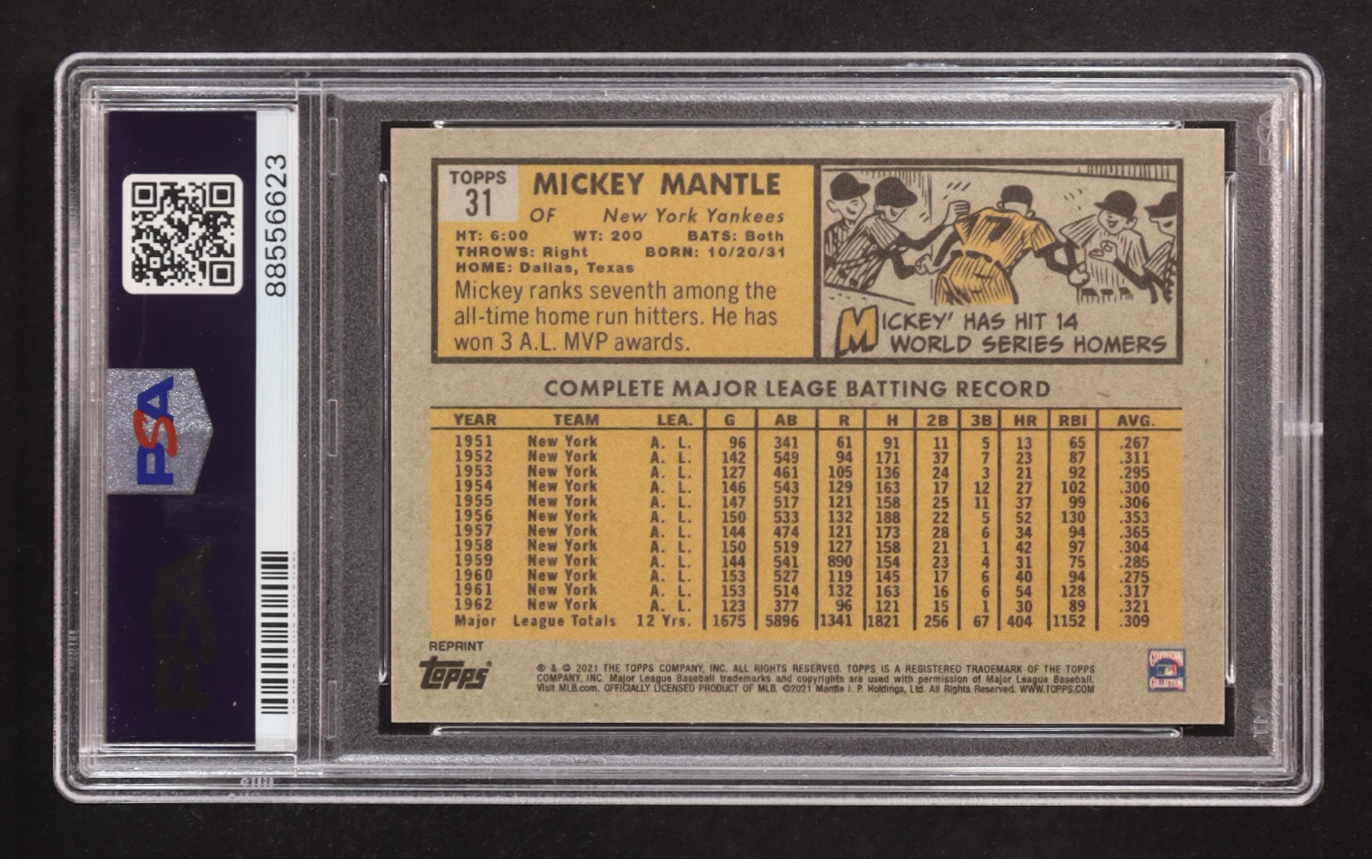 88556623
PSA
PSA
TOPPS
31
MICKEY MANTLE
OF New York Yankees
HT: 6:00 WT: 200 BATS: Both
THROWS: Right BORN: 10/20/31
HOME: Dallas, Texas
Mickey ranks seventh among the
all-time home run hitters. He has
won 3 A.L. MVP awards.
17
MICKEY' HAS HIT 14
WORLD SERIES HOMERS
COMPLETE MAJOR LEAGE BATTING RECORD
YEAR TEAM LEA. G AB R H 2B 3B HR RBI AVG.
1951 New York A. L. 96 341 61 91 11 5 13 65 .267
1952 New York A. L. 142 549 94 171 37 7 23 87 .311
1953 New York A. L. 127 461 105 136 24 3 21 92 .295
1954 New York A. L. 146 543 129 163 17 12 27 102 .300
1955 New York A. L. 147 517 121 158 25 11 37 99 .306
1956 New York A. L. 150 533 132 188 22 5 52 130 .353
1957 New York A. L. 144 474 121 173 28 6 34 94 .365
1958 New York A. L. 150 519 127 158 21 1 42 97 .304
1959 New York A. L. 144 541 890 154 23 4 31 75 .285
1960 New York A. L. 153 527 119 145 17 6 40 94 .275
1961 New York A. L. 153 514 132 163 16 6 54 128 .317
1962 New York A. L. 123 377 96 121 15 1 30 89 .321
Major League Totals 12 Yrs. 1675 5896 1341 1821 256 67 404 1152 .309
REPRINT
Topps
® & © 2021 THE TOPPS COMPANY, INC. ALL RIGHTS RESERVED. TOPPS IS A REGISTERED TRADEMARK OF THE TOPPS
COMPANY, INC. Major League Baseball trademarks and copyrights are used with permission of Major League Baseball.
Visit MLB.com. OFFICIALLY LICENSED PRODUCT OF MLB. ©2021 Mantle I. P. Holdings, Ltd. All Rights Reserved. WWW.TOPPS.COM